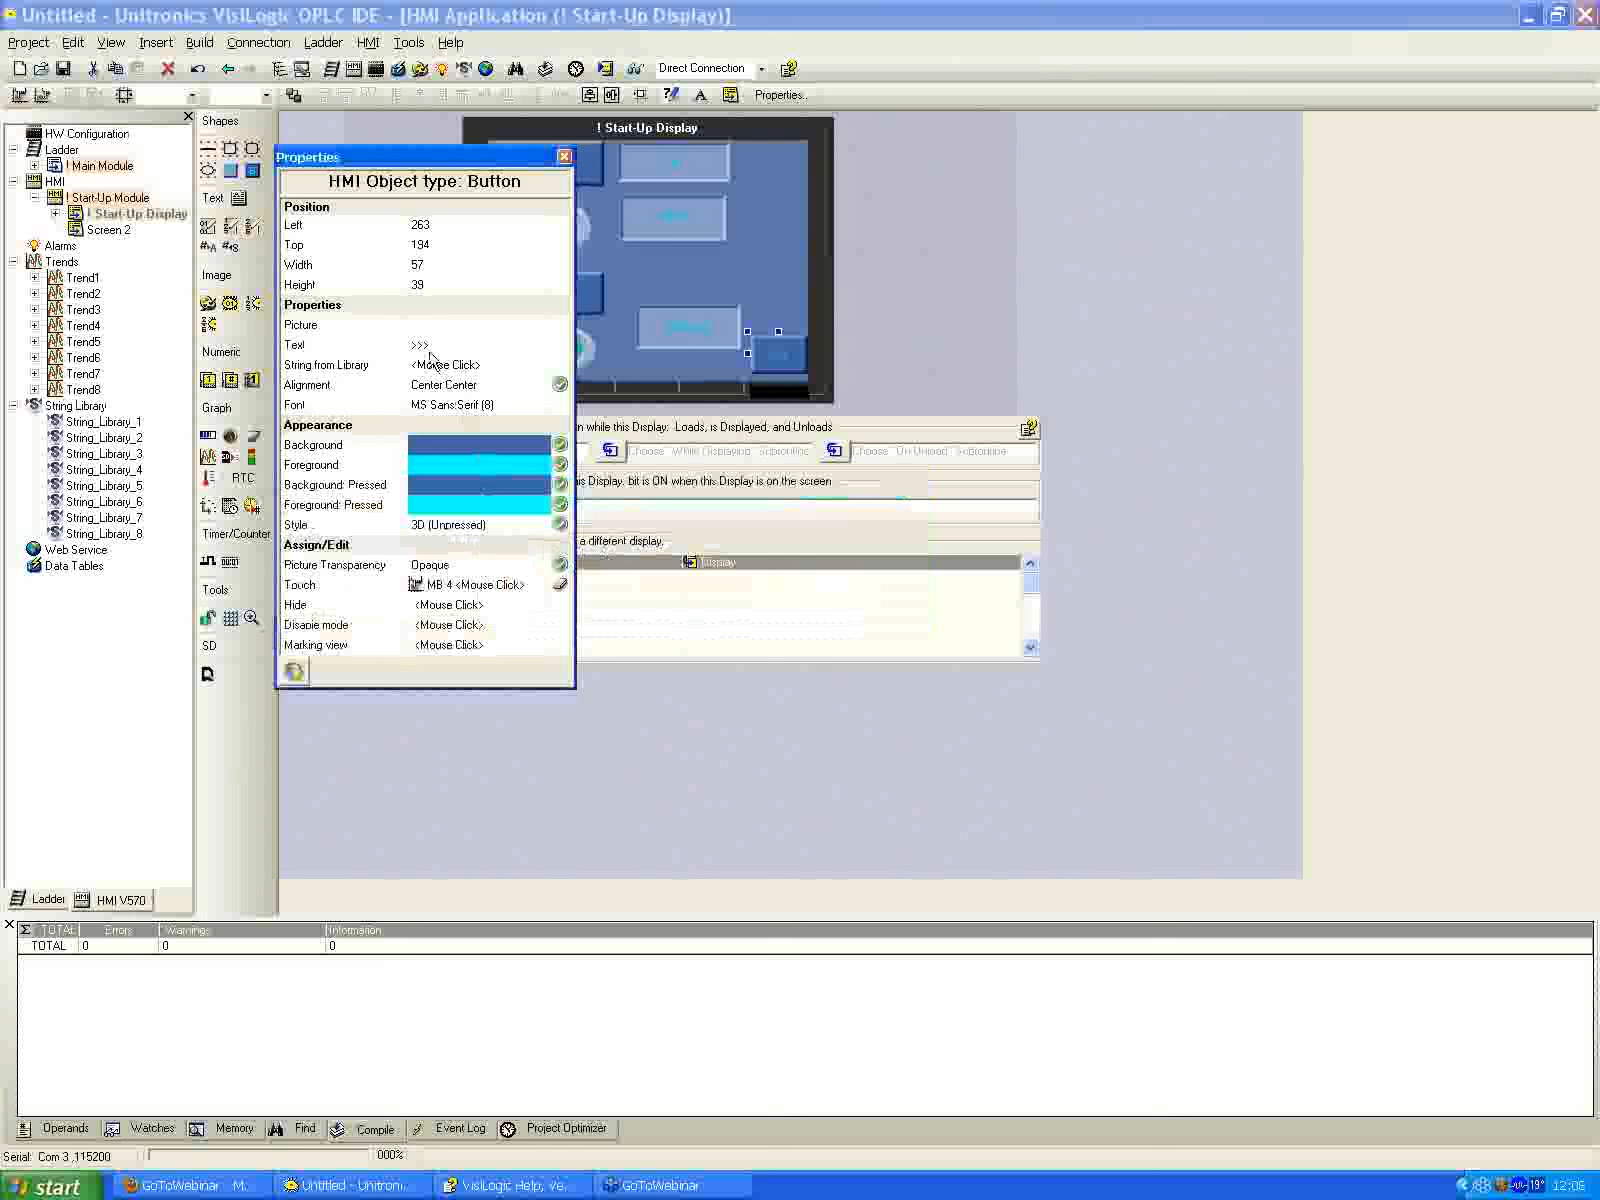 Untitled - Unitronics VisiLogic OPLC IDE - [HMI Application (! Start-Up Display)]
Project Edit View Insert Build Connection Ladder HMI Tools Help
Direct Connection
Properties..
HW Configuration
Ladder
! Main Module
HMI
! Start-Up Module
! Start-Up Display
Screen 2
Alarms
Trends
Trend1
Trend2
Trend3
Trend4
Trend5
Trend6
Trend7
Trend8
String Library
String_Library_1
String_Library_2
String_Library_3
String_Library_4
String_Library_5
String_Library_6
String_Library_7
String_Library_8
Web Service
Data Tables
Ladder HMI V570
Shapes
Text
Image
Numeric
Graph
RTC
Timer/Counter
Tools
SD
! Start-Up Display
Properties
HMI Object type: Button
Position
Left 263
Top 194
Width 57
Height 39
Properties
Picture
Text >>>
String from Library <Mouse Click>
Alignment Center Center
Font MS Sans Serif (8)
Appearance
Background
Foreground
Background: Pressed
Foreground: Pressed
Style .. 3D (Unpressed)
Assign/Edit
Picture Transparency Opaque
Touch MB 4 <Mouse Click>
Hide <Mouse Click>
Disable mode <Mouse Click>
Marking view <Mouse Click>
n while this Display: Loads, is Displayed, and Unloads
Choose 'While Displaying' Subroutine Choose 'On Unload' Subroutine
is Display. bit is ON when this Display is on the screen
a different display.
Display
Σ TOTAL Errors Warnings Information
TOTAL 0 0 0
Operands Watches Memory Find Compile Event Log Project Optimizer
Serial: Com 3 ,115200 000%
start GoToWebinar M... Untitled - Unitroni... VisiLogic Help, Ve... GoToWebinar 19° 12:06